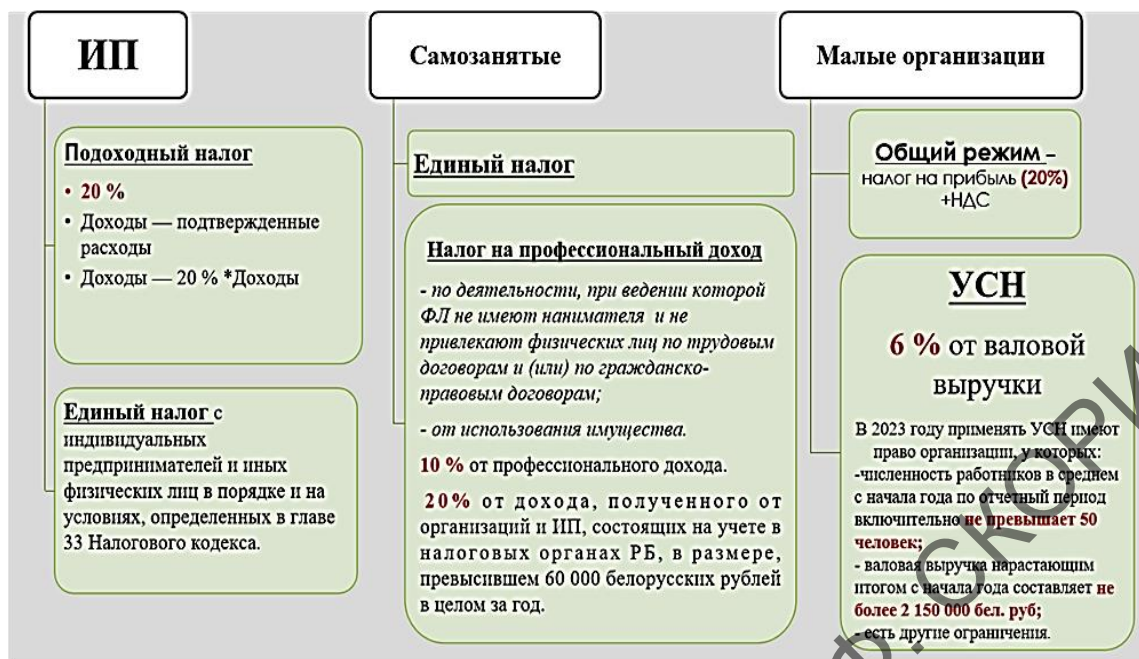 ИП
Подоходный налог
• 20 %
• Доходы — подтвержденные
расходы
• Доходы — 20 % *Доходы
Единый налог с
индивидуальных
предпринимателей и иных
физических лиц в порядке и на
условиях, определенных в главе
33 Налогового кодекса.
Самозанятые
Единый налог
Налог на профессиональный доход
- по деятельности, при ведении которой
ФЛ не имеют нанимателя и не
привлекают физических лиц по трудовым
договорам и (или) по гражданско-
правовым договорам;
- от использования имущества.
10 % от профессионального дохода.
20% от дохода, полученного от
организаций и ИП, состоящих на учете в
налоговых органах РБ, в размере,
превысившем 60 000 белорусских рублей
в целом за год.
Малые организации
Общий режим –
налог на прибыль (20%)
+НДС
УСН
6 % от валовой
выручки
В 2023 году применять УСН имеют
право организации, у которых:
-численность работников в среднем
с начала года по отчетный период
включительно не превышает 50
человек;
- валовая выручка нарастающим
итогом с начала года составляет не
более 2 150 000 бел. руб;
- есть другие ограничения.
Ф. СКОРИ